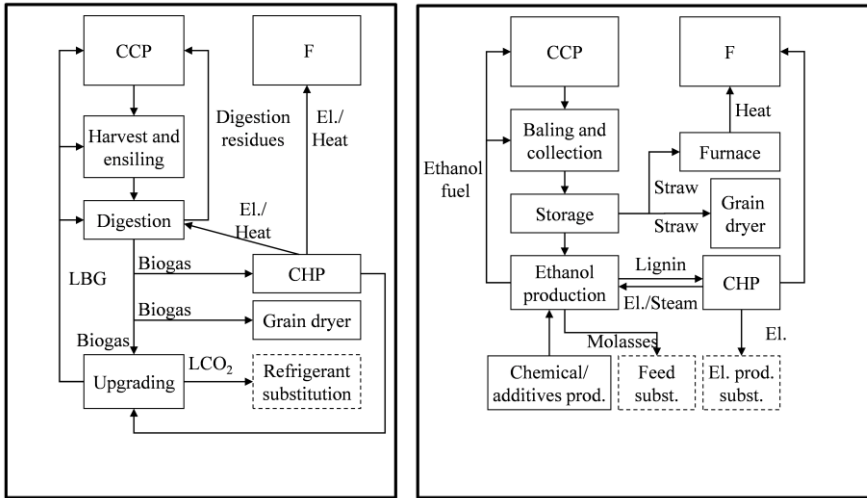 CCP
F
Harvest and
ensiling
Digestion
residues
El./
Heat
Digestion
El./
Heat
LBG
Biogas
CHP
Biogas
Grain dryer
Biogas
Upgrading
LCO₂
Refrigerant
substitution
CCP
F
Baling and
collection
Heat
Furnace
Ethanol
fuel
Straw
Storage
Straw
Grain
dryer
Ethanol
production
Lignin
El./Steam
CHP
Molasses
El.
Chemical/
additives prod.
Feed
subst.
El. prod.
subst.